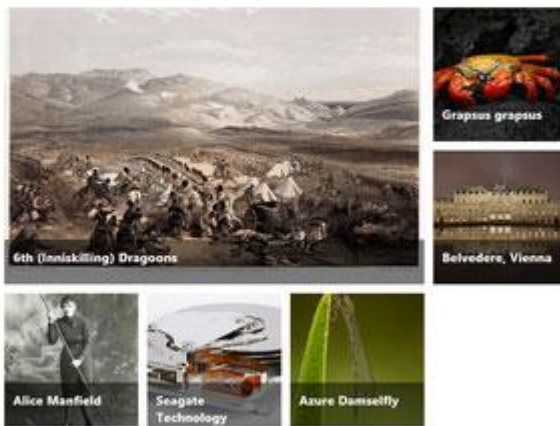 6th (Inniskilling) Dragoons
Grapsus grapsus
Belvedere, Vienna
Alice Manfield
Seagate
Technology
Azure Damselfly